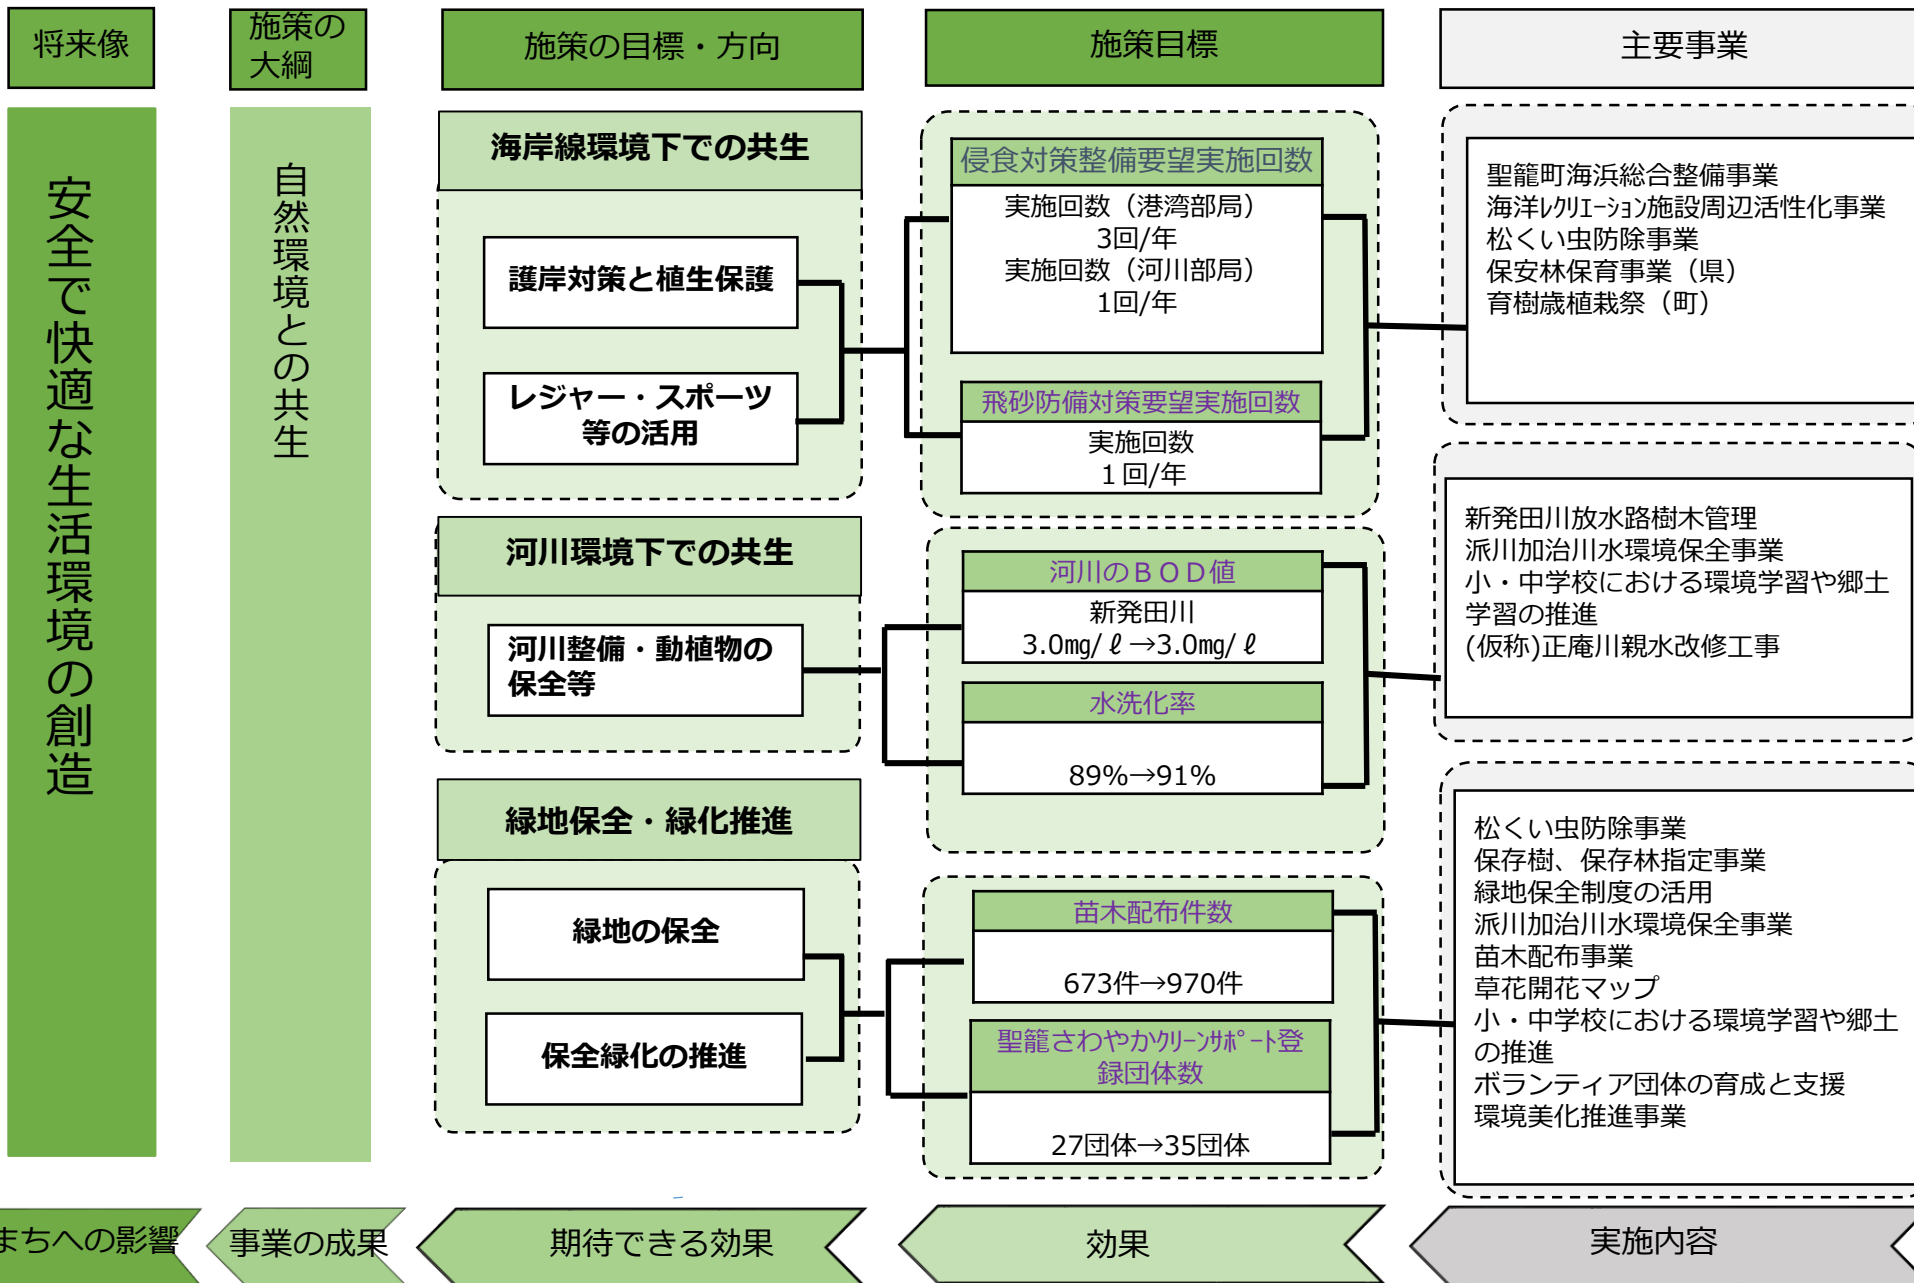 将来像
施策の
大綱
施策の目標・方向
施策目標
主要事業
安全で快適な生活環境の創造
自然環境との共生
海岸線環境下での共生
護岸対策と植生保護
レジャー・スポーツ
等の活用
侵食対策整備要望実施回数
実施回数（港湾部局）
3回/年
実施回数（河川部局）
1回/年
飛砂防備対策要望実施回数
実施回数
１回/年
聖籠町海浜総合整備事業
海洋ﾚｸﾘｴｰｼｮﾝ施設周辺活性化事業
松くい虫防除事業
保安林保育事業（県）
育樹歳植栽祭（町）
河川環境下での共生
河川整備・動植物の
保全等
河川のＢＯＤ値
新発田川
3.0㎎/ℓ→3.0㎎/ℓ
水洗化率
89%→91%
新発田川放水路樹木管理
派川加治川水環境保全事業
小・中学校における環境学習や郷土
学習の推進
(仮称)正庵川親水改修工事
緑地保全・緑化推進
緑地の保全
保全緑化の推進
苗木配布件数
673件→970件
聖籠さわやかｸﾘｰﾝｻﾎﾟｰﾄ登
録団体数
27団体→35団体
松くい虫防除事業
保存樹、保存林指定事業
緑地保全制度の活用
派川加治川水環境保全事業
苗木配布事業
草花開花マップ
小・中学校における環境学習や郷土
の推進
ボランティア団体の育成と支援
環境美化推進事業
まちへの影響
事業の成果
期待できる効果
効果
実施内容